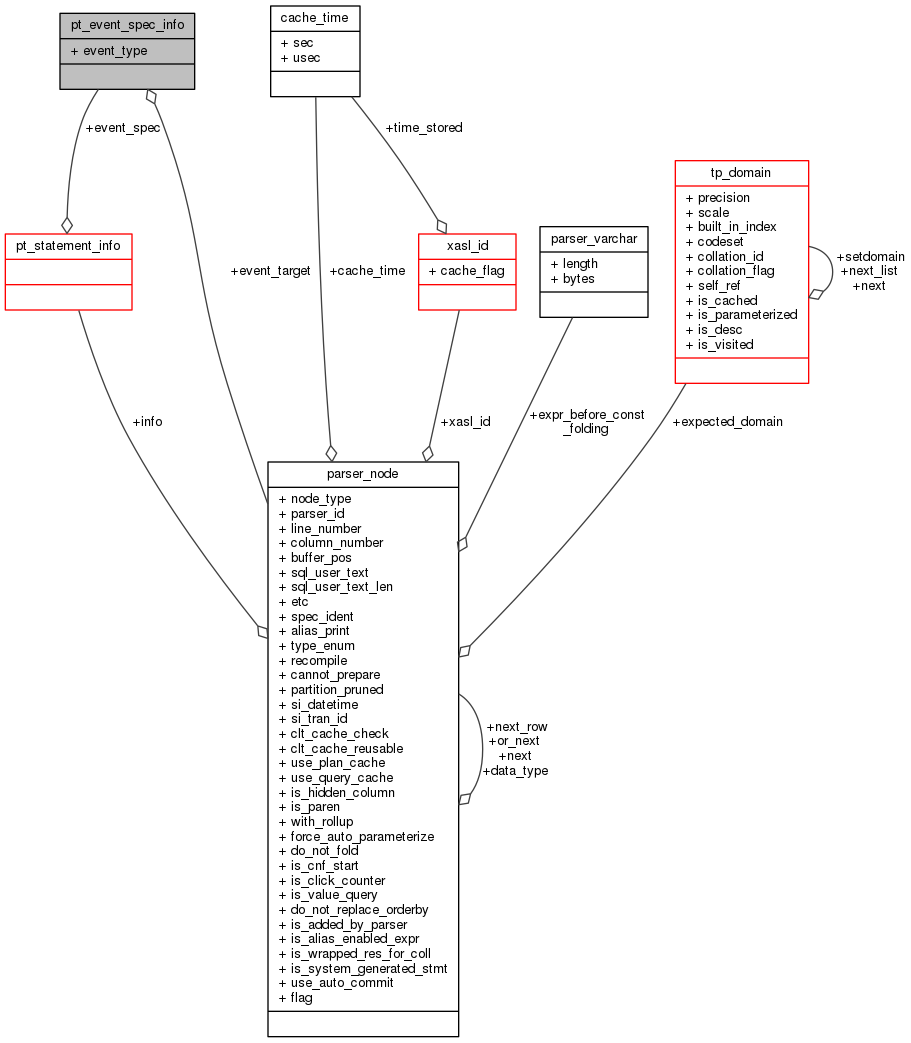 pt_event_spec_info
+ event_type
cache_time
+ sec
+ usec
+event_spec
+time_stored
tp_domain
+ precision
+ scale
+ built_in_index
+ codeset
+ collation_id
+ collation_flag
+ self_ref
+ is_cached
+ is_parameterized
+ is_desc
+ is_visited
+setdomain
+next_list
+next
pt_statement_info
xasl_id
+ cache_flag
parser_varchar
+ length
+ bytes
+event_target
+cache_time
+info
+xasl_id
+expr_before_const
_folding
+expected_domain
parser_node
+ node_type
+ parser_id
+ line_number
+ column_number
+ buffer_pos
+ sql_user_text
+ sql_user_text_len
+ etc
+ spec_ident
+ alias_print
+ type_enum
+ recompile
+ cannot_prepare
+ partition_pruned
+ si_datetime
+ si_tran_id
+ clt_cache_check
+ clt_cache_reusable
+ use_plan_cache
+ use_query_cache
+ is_hidden_column
+ is_paren
+ with_rollup
+ force_auto_parameterize
+ do_not_fold
+ is_cnf_start
+ is_click_counter
+ is_value_query
+ do_not_replace_orderby
+ is_added_by_parser
+ is_alias_enabled_expr
+ is_wrapped_res_for_coll
+ is_system_generated_stmt
+ use_auto_commit
+ flag
+next_row
+or_next
+next
+data_type